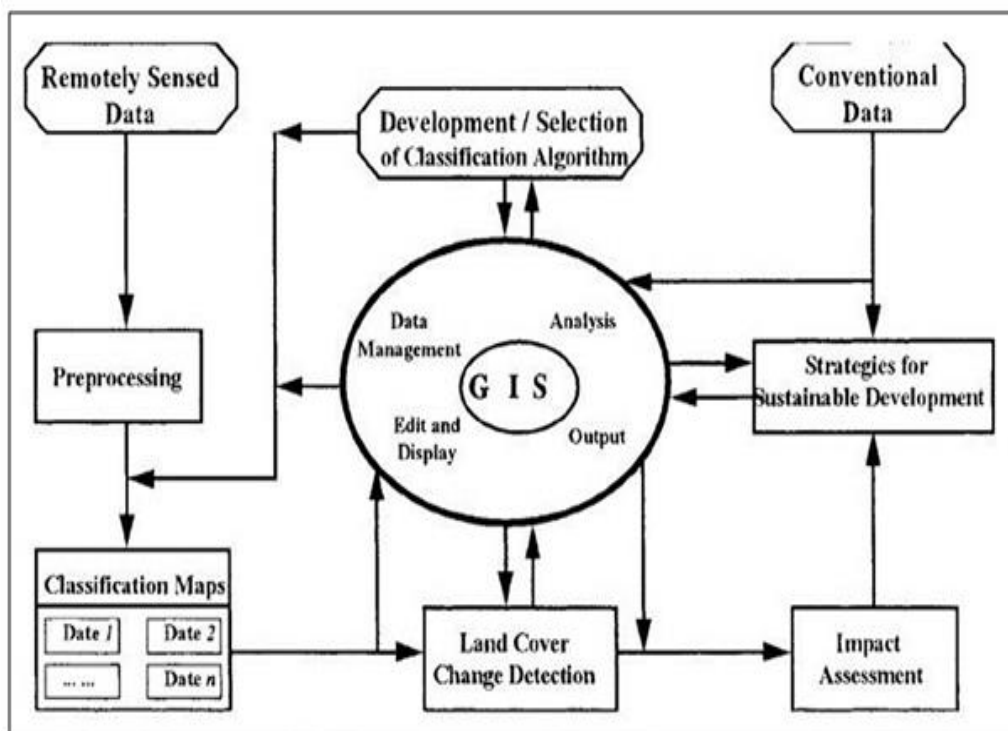 Remotely Sensed
Data
Development / Selection
of Classification Algorithm
Conventional
Data
Preprocessing
Data
Management
Analysis
G I S
Edit and
Display
Output
Strategies for
Sustainable Development
Classification Maps
Date 1
Date 2
... ...
Date n
Land Cover
Change Detection
Impact
Assessment